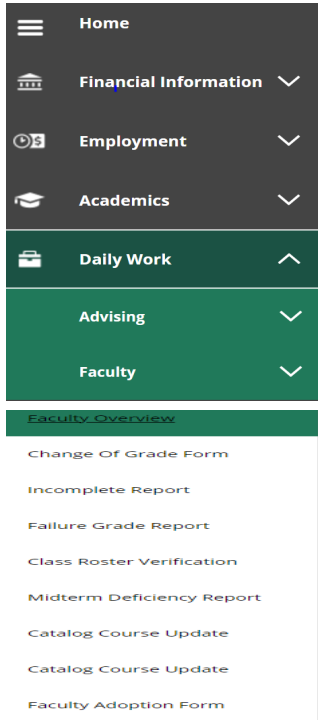 Home
Financial Information
Employment
Academics
Daily Work
Advising
Faculty
Faculty Overview
Change Of Grade Form
Incomplete Report
Failure Grade Report
Class Roster Verification
Midterm Deficiency Report
Catalog Course Update
Catalog Course Update
Faculty Adoption Form